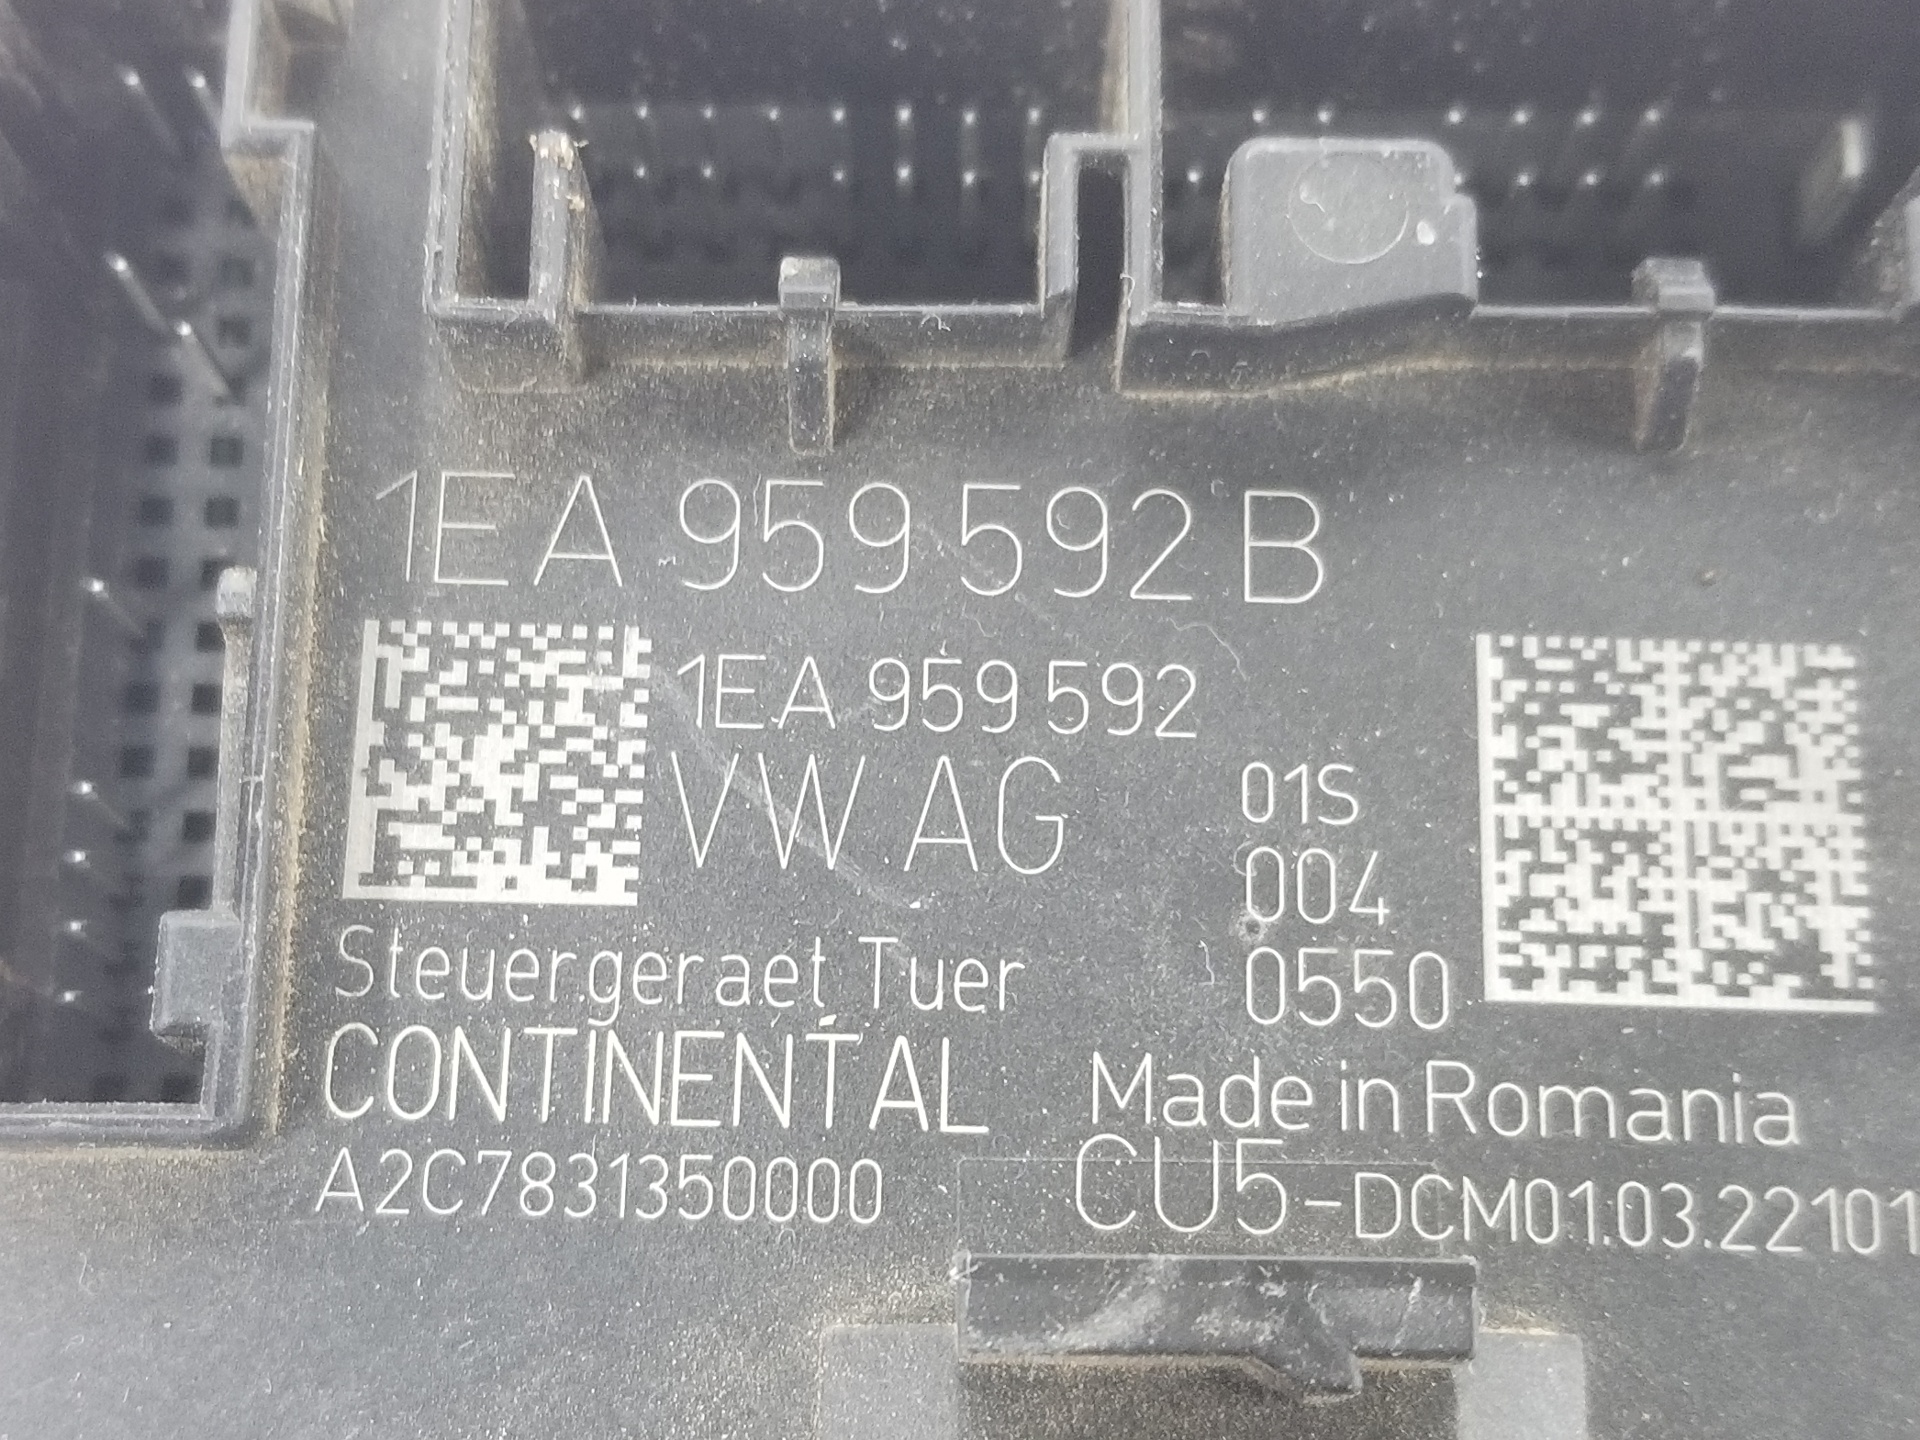 1EA 959 592 B
1EA 959 592
VW AG
01S
004
0550
Steuergeraet Tuer
CONTINENTAL
Made in Romania
A2C7831350000
CU5-DCM01.03.22101